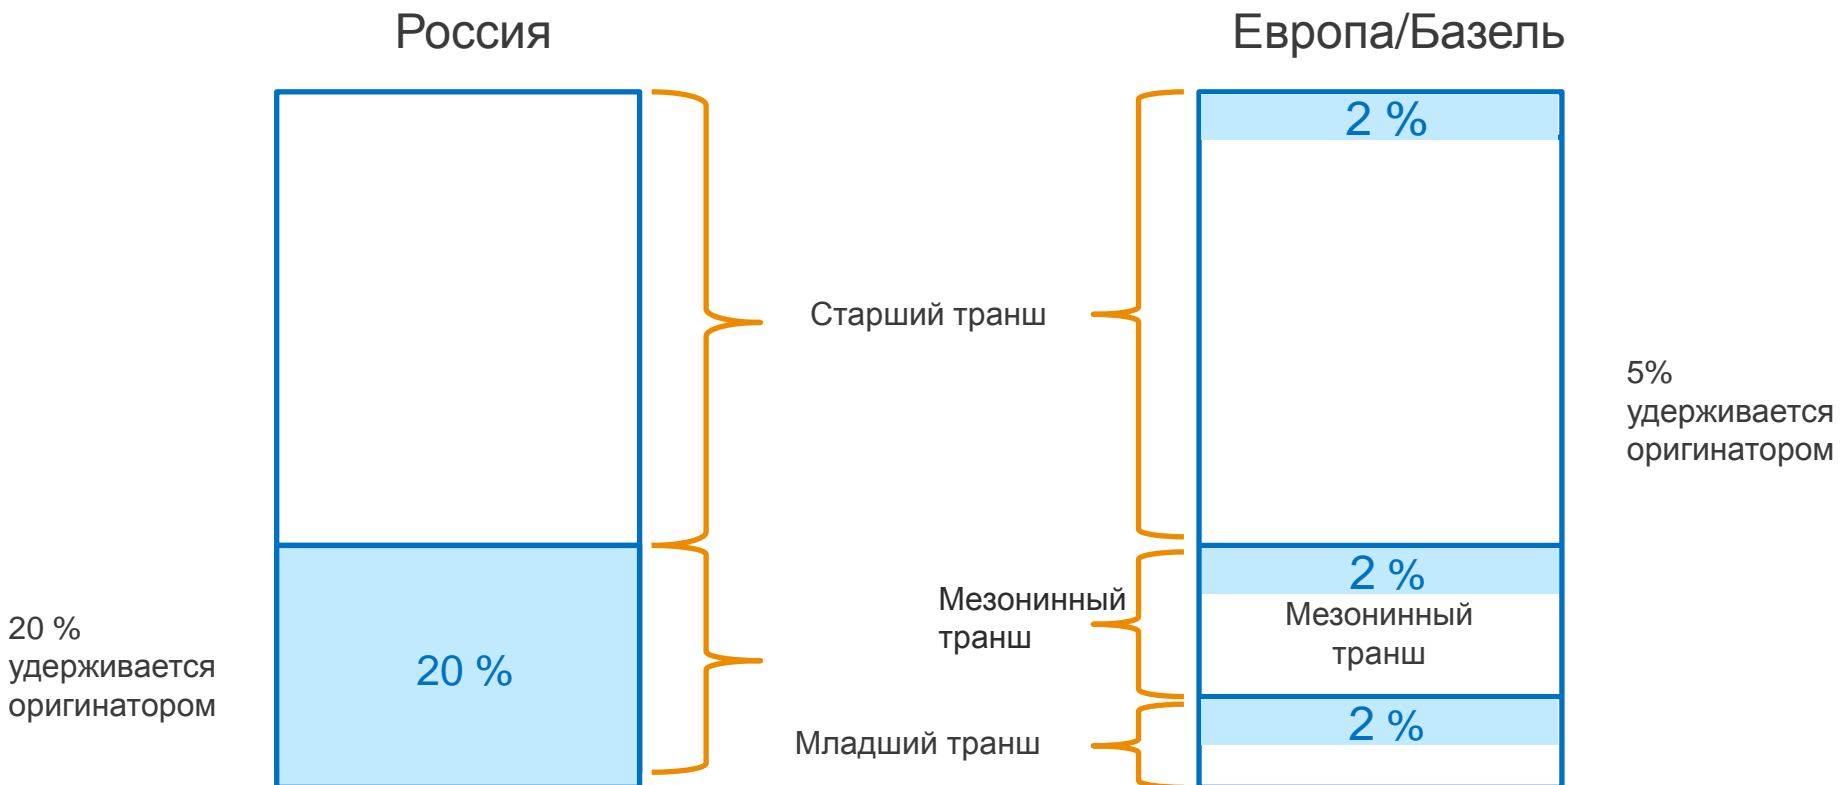 Россия
Европа/Базель
2 %
Старший транш
5%
удерживается
оригинатором
2 %
Мезонинный
транш
Мезонинный
транш
20 %
удерживается
оригинатором
20 %
2 %
Младший транш